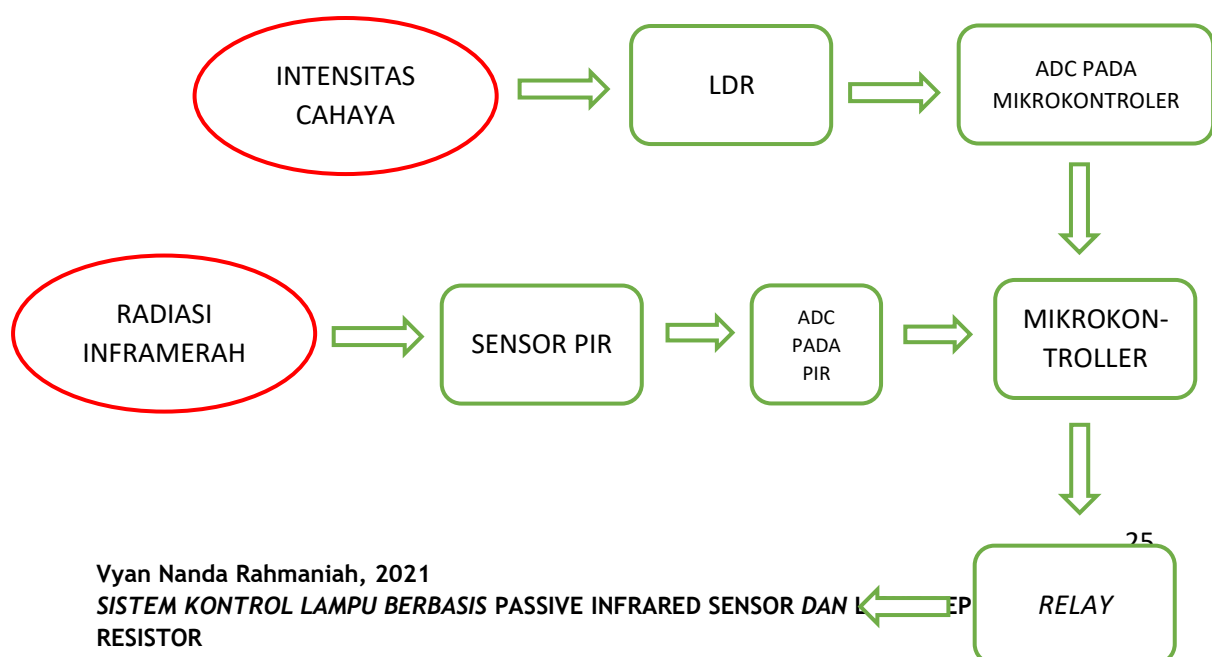 INTENSITAS
CAHAYA
LDR
ADC PADA
MIKROKONTROLER
RADIASI
INFRAMERAH
SENSOR PIR
ADC
PADA
PIR
MIKROKON-
TROLLER
25
Vyan Nanda Rahmaniah, 2021
SISTEM KONTROL LAMPU BERBASIS PASSIVE INFRARED SENSOR DAN
RESISTOR
RELAY